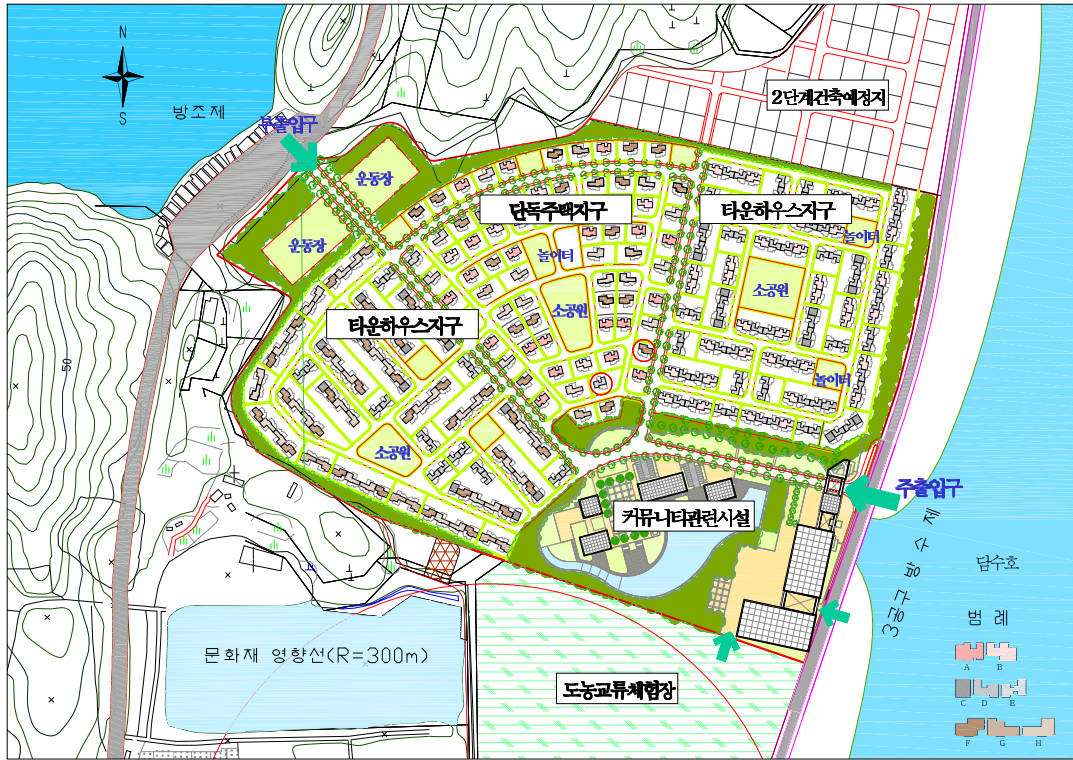 N
S
방조제
부출입구
2단계건축예정지
운동장
단독주택지구
타운하우스지구
운동장
놀이터
놀이터
소공원
소공원
타운하우스지구
놀이터
소공원
50
주출입구
커뮤니티관련시설
3공구방수제
담수호
범 례
A B
C D E
F G H
문화재 영향선(R=300m)
도농교류체험장